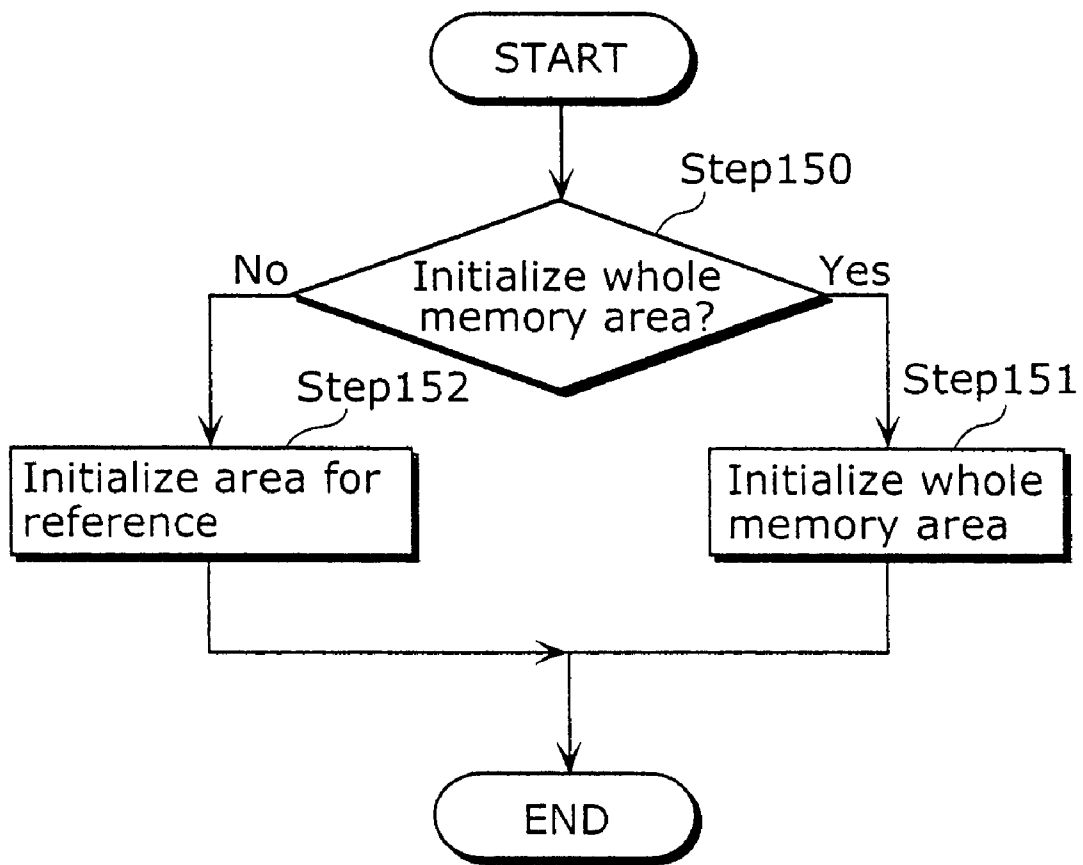 START
Step150
No
Yes
Initialize whole
memory area?
Step152
Step151
Initialize area for
reference
Initialize whole
memory area
END